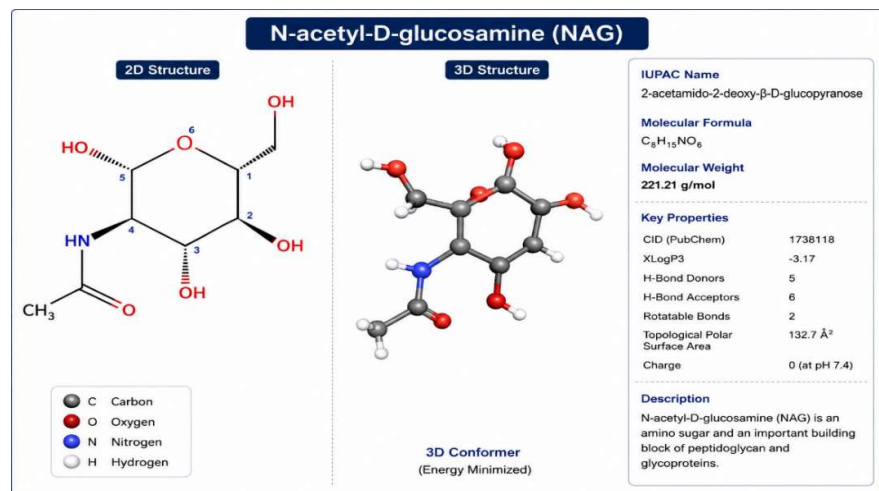 N-acetyl-D-glucosamine (NAG)
2D Structure
OH
6
HO
O
5
1
4
2
HN
3
OH
OH
CH₃
O
C Carbon
O Oxygen
N Nitrogen
H Hydrogen
3D Structure
3D Conformer
(Energy Minimized)
IUPAC Name
2-acetamido-2-deoxy-β-D-glucopyranose
Molecular Formula
C₈H₁₅NO₆
Molecular Weight
221.21 g/mol
Key Properties
CID (PubChem) 1738118
XLogP3 -3.17
H-Bond Donors 5
H-Bond Acceptors 6
Rotatable Bonds 2
Topological Polar 132.7 Å²
Surface Area
Charge 0 (at pH 7.4)
Description
N-acetyl-D-glucosamine (NAG) is an
amino sugar and an important building
block of peptidoglycan and
glycoproteins.